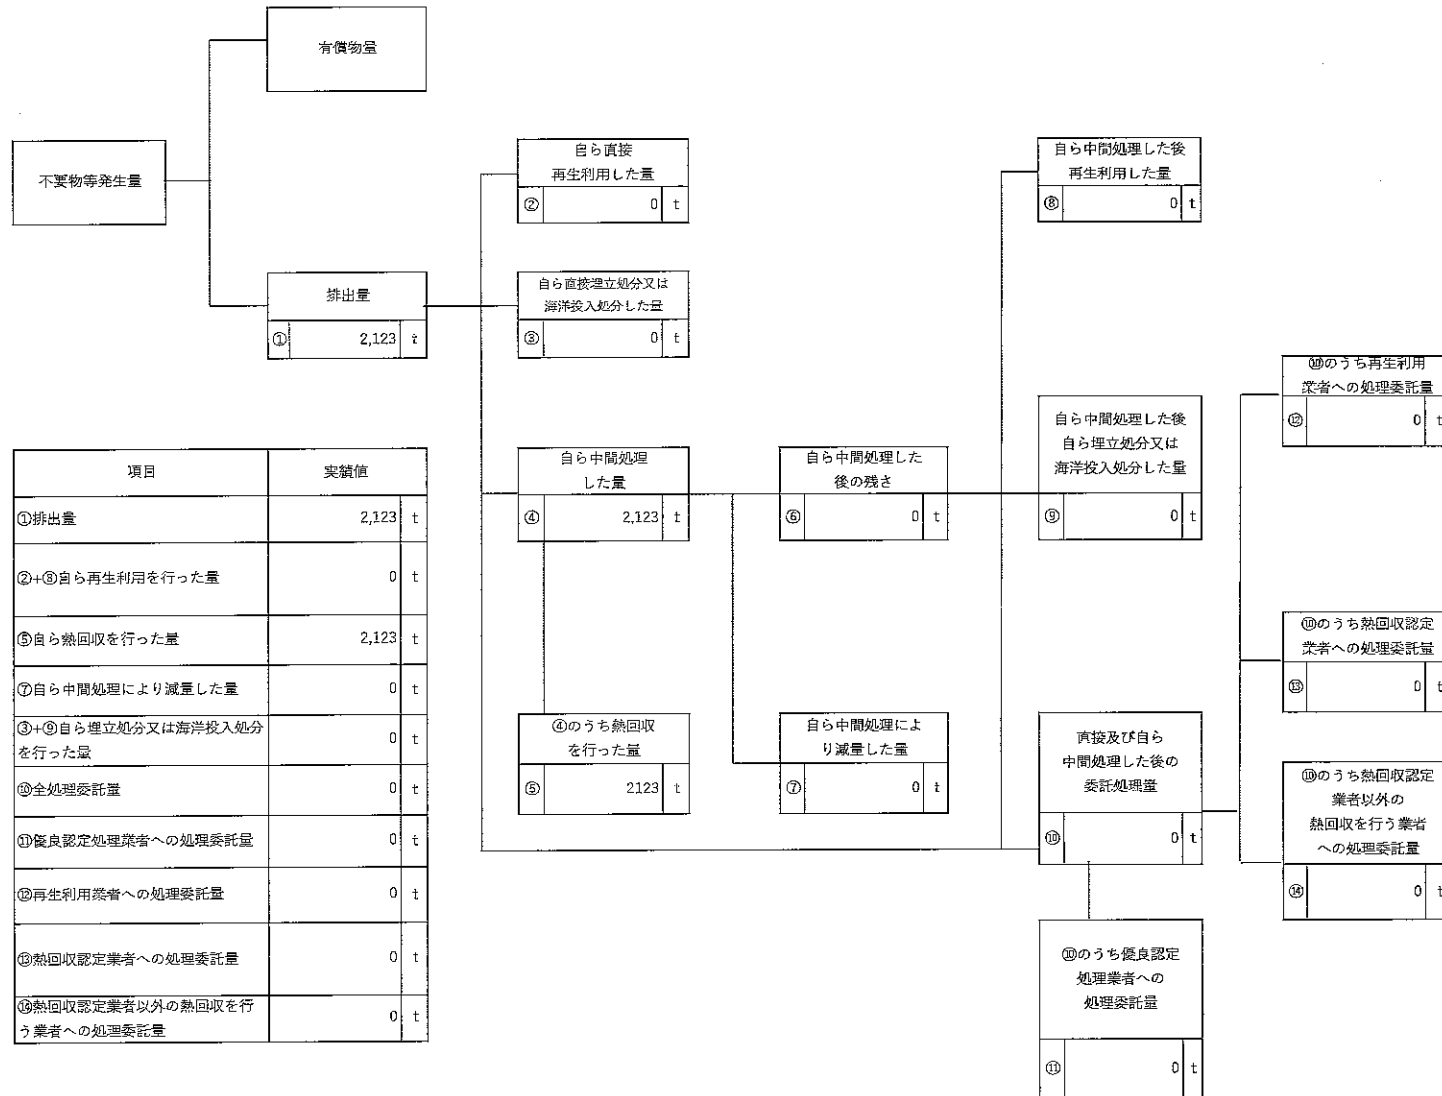 有償物量
不要物等発生量
排出量
① 2,123 t
自ら直接
再生利用した量
② 0 t
自ら直接埋立処分又は
海洋投入処分した量
③ 0 t
自ら中間処理
した量
④ 2,123 t
④のうち熱回収
を行った量
⑤ 2123 t
自ら中間処理した
後の残さ
⑥ 0 t
自ら中間処理によ
り減量した量
⑦ 0 t
自ら中間処理した後
再生利用した量
⑧ 0 t
自ら中間処理した後
自ら埋立処分又は
海洋投入処分した量
⑨ 0 t
直接及び自ら
中間処理した後の
委託処理量
⑩ 0 t
⑩のうち優良認定
処理業者への
処理委託量
⑪ 0 t
⑩のうち再生利用
業者への処理委託量
⑫ 0 t
⑩のうち熱回収認定
業者への処理委託量
⑬ 0 t
⑩のうち熱回収認定
業者以外の
熱回収を行う業者
への処理委託量
⑭ 0 t
項目 実績値
①排出量 2,123 t
②+⑧自ら再生利用を行った量 0 t
⑤自ら熱回収を行った量 2,123 t
⑦自ら中間処理により減量した量 0 t
③+⑨自ら埋立処分又は海洋投入処分
を行った量 0 t
⑩全処理委託量 0 t
⑪優良認定処理業者への処理委託量 0 t
⑫再生利用業者への処理委託量 0 t
⑬熱回収認定業者への処理委託量 0 t
⑭熱回収認定業者以外の熱回収を行
う業者への処理委託量 0 t